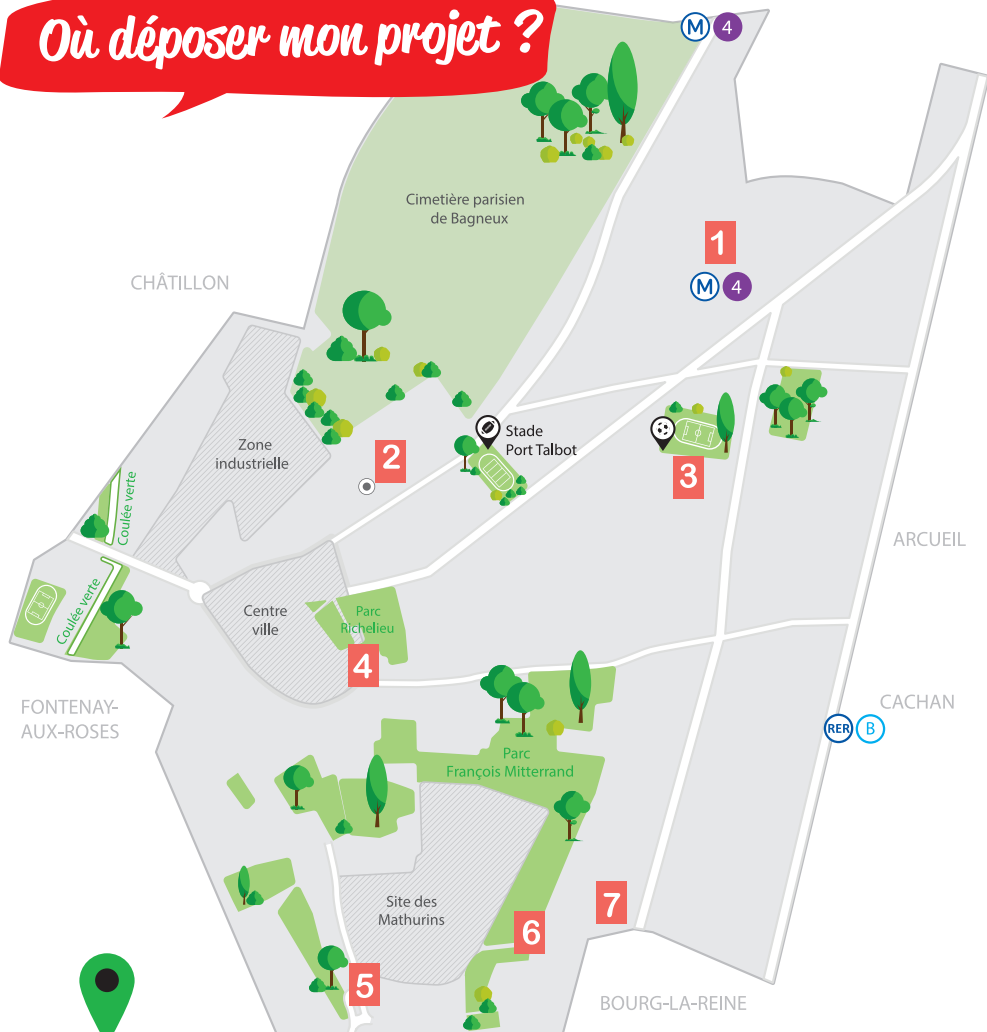 Où déposer mon projet ?
M 4
Cimetière parisien
de Bagneux
1
M 4
CHÂTILLON
Stade
Port Talbot
Zone
industrielle
2
3
Coulée verte
ARCUEIL
Coulée verte
Centre
ville
Parc
Richelieu
4
FONTENAY-
AUX-ROSES
CACHAN
RER B
Parc
François Mitterrand
Site des
Mathurins
7
6
5
BOURG-LA-REINE